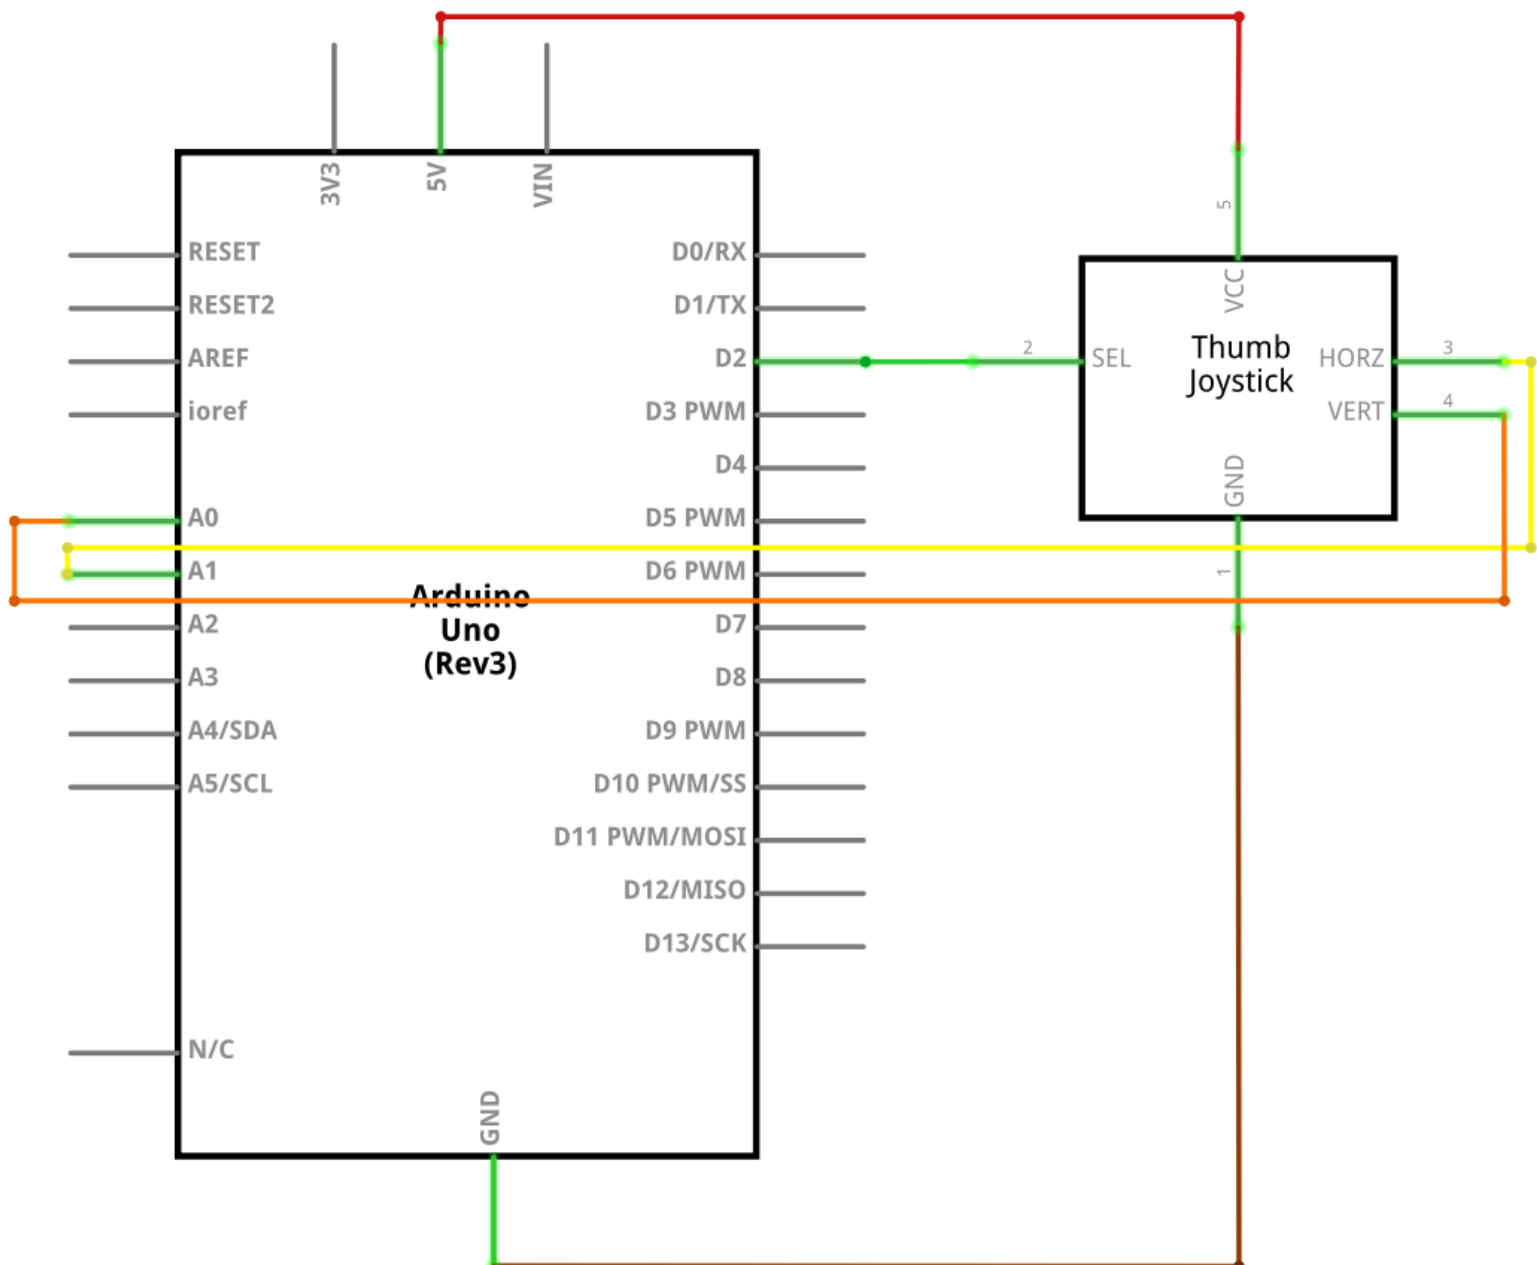 3V3
5V
VIN
RESET
RESET2
AREF
ioref
A0
A1
A2
A3
A4/SDA
A5/SCL
N/C
GND
Arduino
Uno
(Rev3)
D0/RX
D1/TX
D2
D3 PWM
D4
D5 PWM
D6 PWM
D7
D8
D9 PWM
D10 PWM/SS
D11 PWM/MOSI
D12/MISO
D13/SCK
5
VCC
2
SEL
Thumb
Joystick
HORZ
3
VERT
4
GND
1